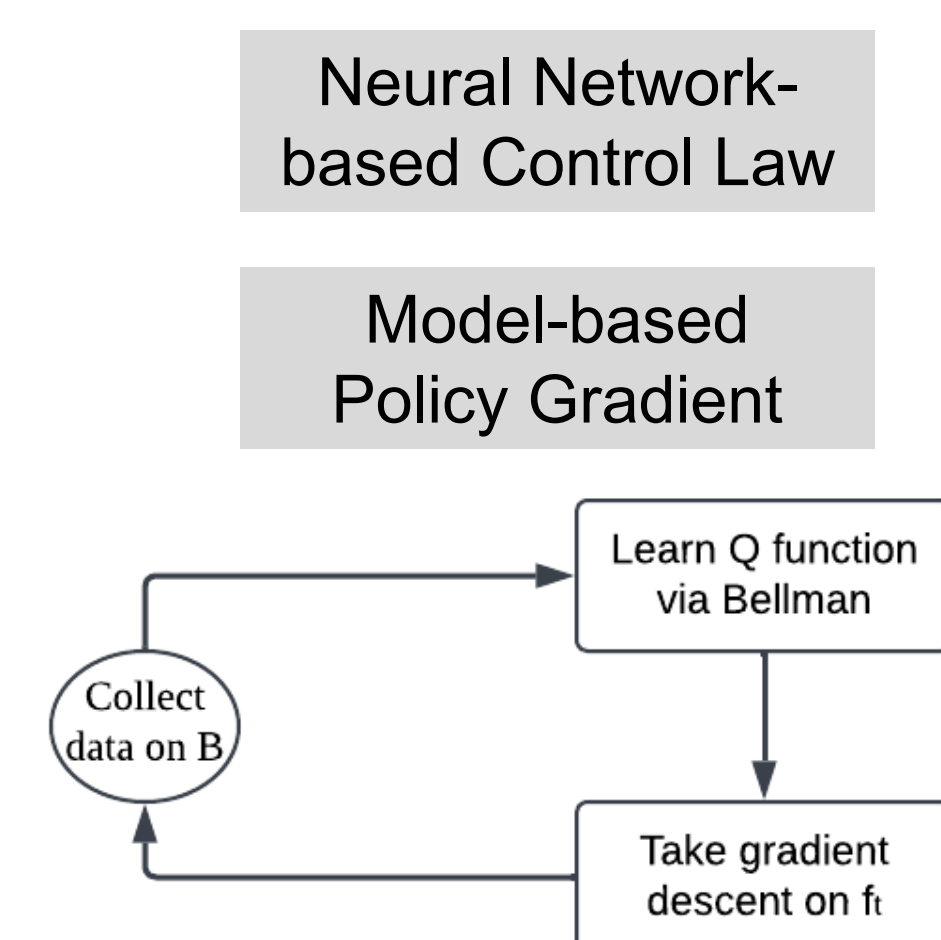 Neural Network-
based Control Law
Model-based
Policy Gradient
Learn Q function
via Bellman
Collect
data on B
Take gradient
descent on ft